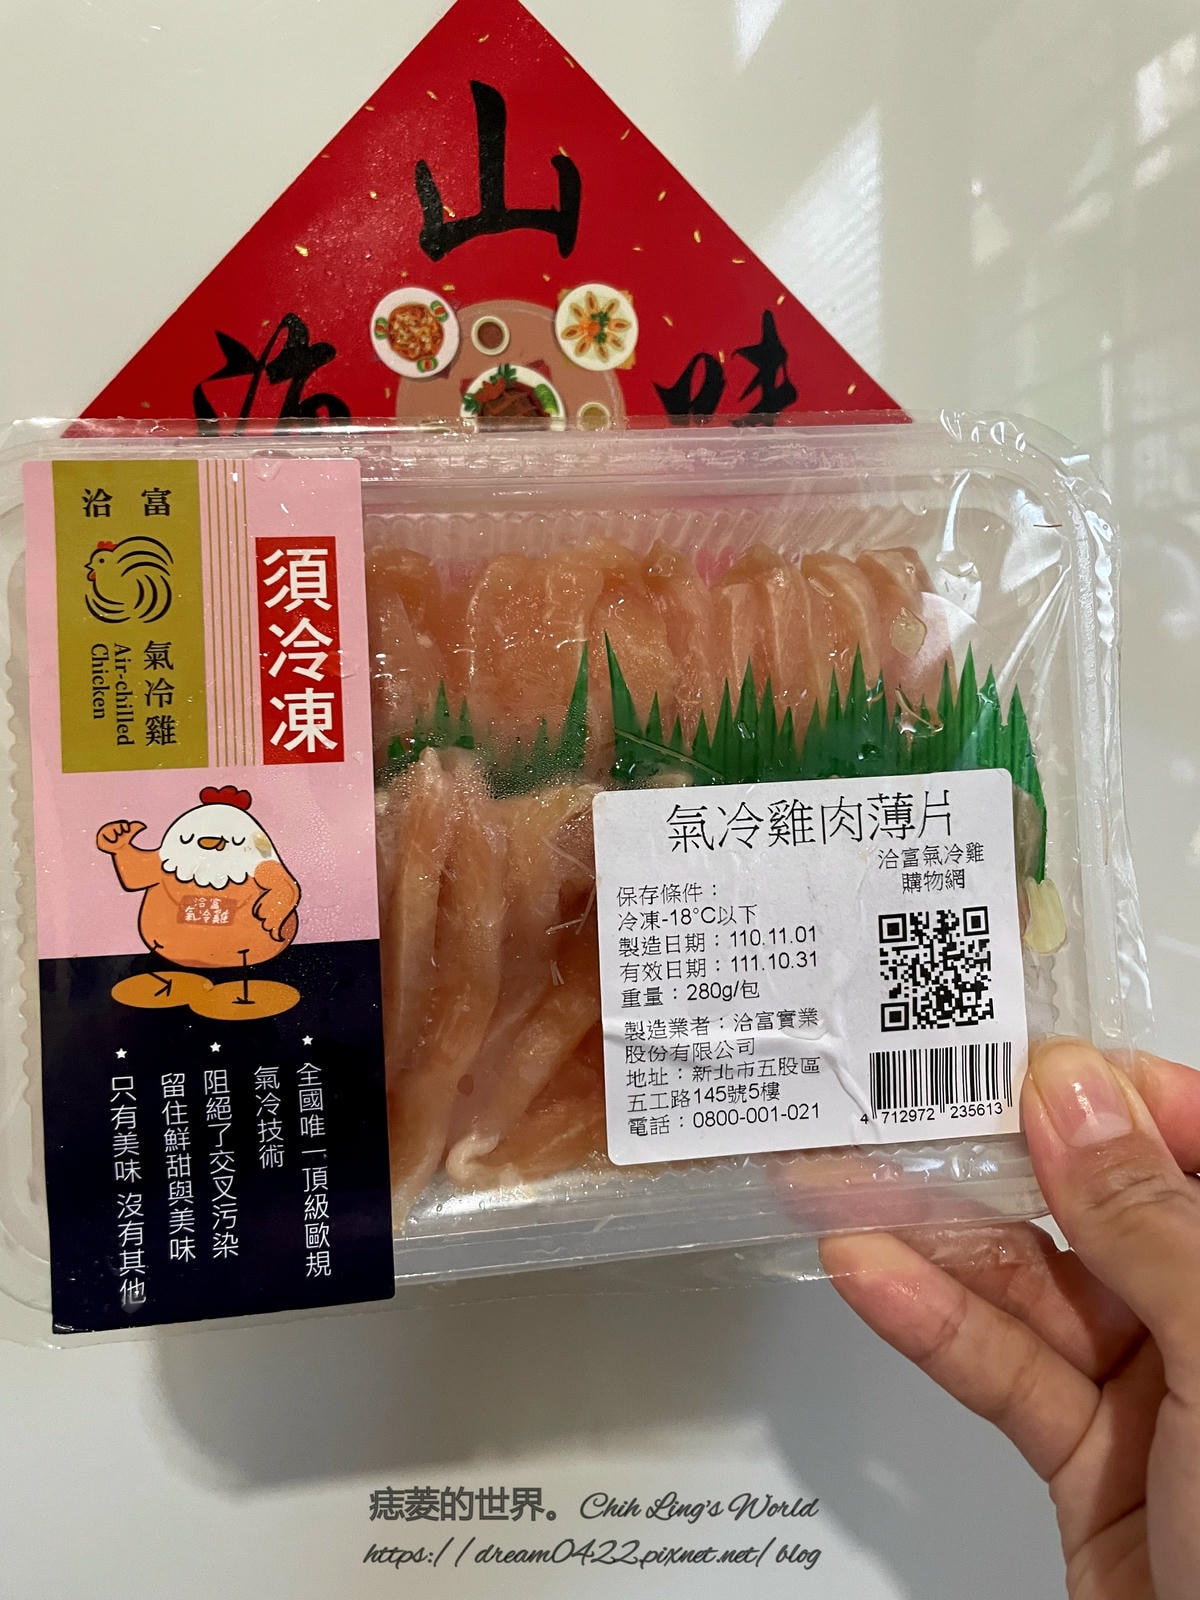 山
海
味
洽富
氣冷雞
Air-chilled
Chicken
須冷凍
洽富
氣冷雞
★全國唯一頂級歐規
氣冷技術
★阻絕了交叉污染
留住鮮甜與美味
★只有美味 沒有其他
氣冷雞肉薄片
洽富氣冷雞
購物網
保存條件：
冷凍-18°C以下
製造日期：110.11.01
有效日期：111.10.31
重量：280g/包
製造業者：洽富實業
股份有限公司
地址：新北市五股區
五工路145號5樓
電話：0800-001-021
4 712972 235613
痣菱的世界。Chih Ling's World
https://dream0422.pixnet.net/blog